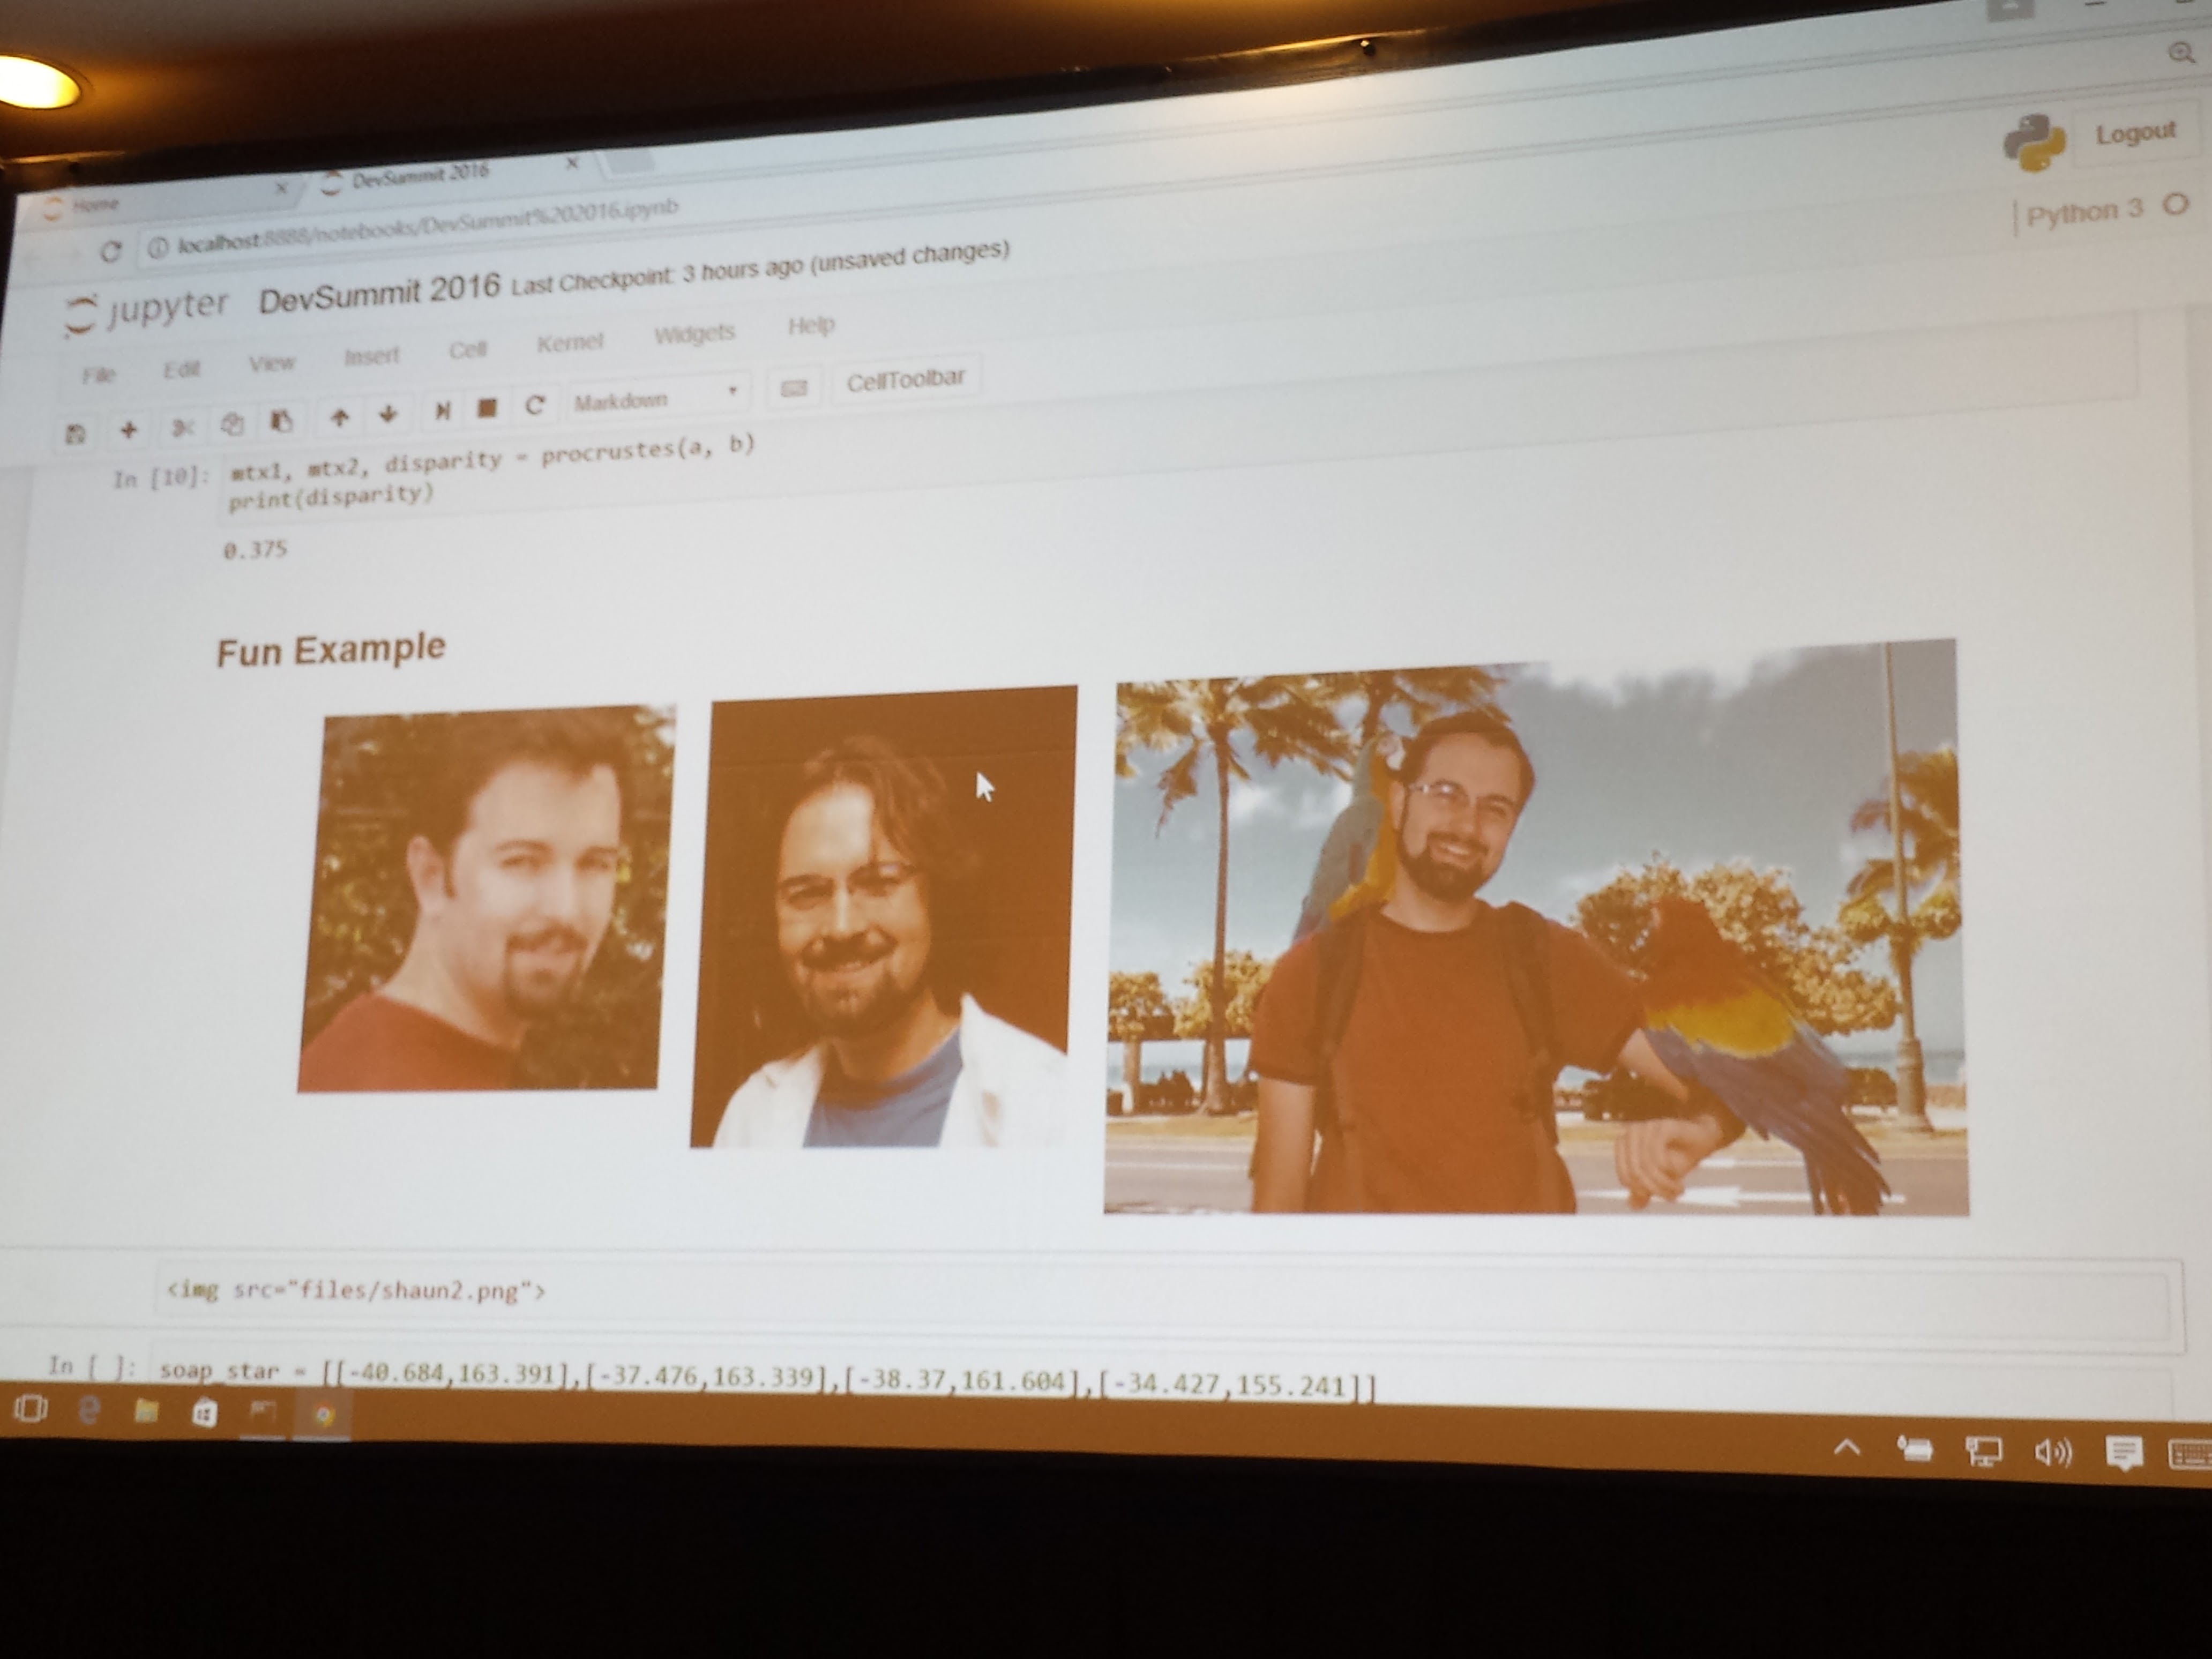 Home
DevSummit 2016
localhost:8888/notebooks/DevSummit%202016.ipynb
Logout
jupyter DevSummit 2016 Last Checkpoint: 3 hours ago (unsaved changes)
Python 3
File Edit View Insert Cell Kernel Widgets Help
Markdown CellToolbar
In [10]: mtx1, mtx2, disparity = procrustes(a, b)
print(disparity)
0.375
Fun Example
<img src="files/shaun2.png">
In [ ]: soap_star = [[-40.684,163.391],[-37.476,163.339],[-38.37,161.604],[-34.427,155.241]]